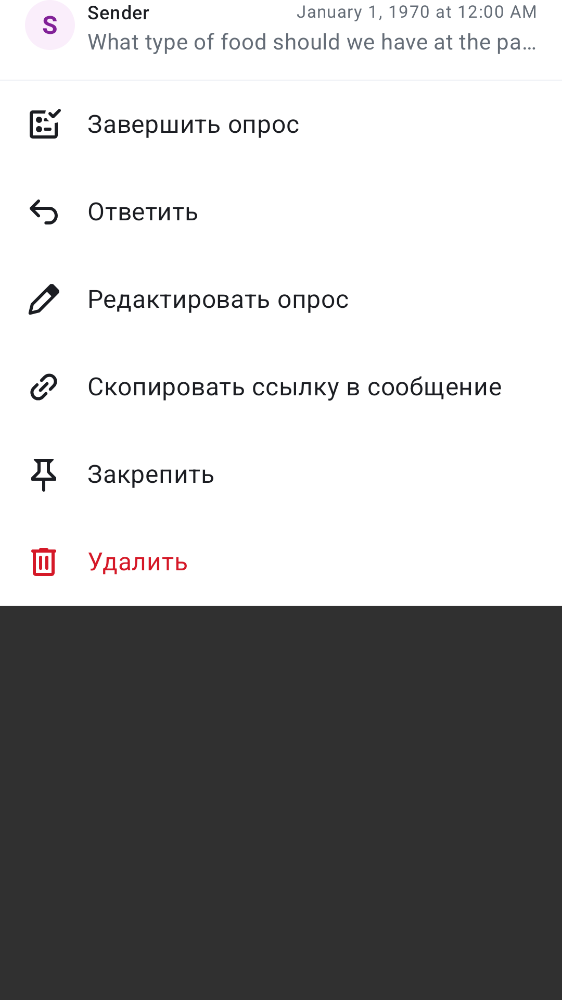 S
Sender
January 1, 1970 at 12:00 AM
What type of food should we have at the pa…
Завершить опрос
Ответить
Редактировать опрос
Скопировать ссылку в сообщение
Закрепить
Удалить